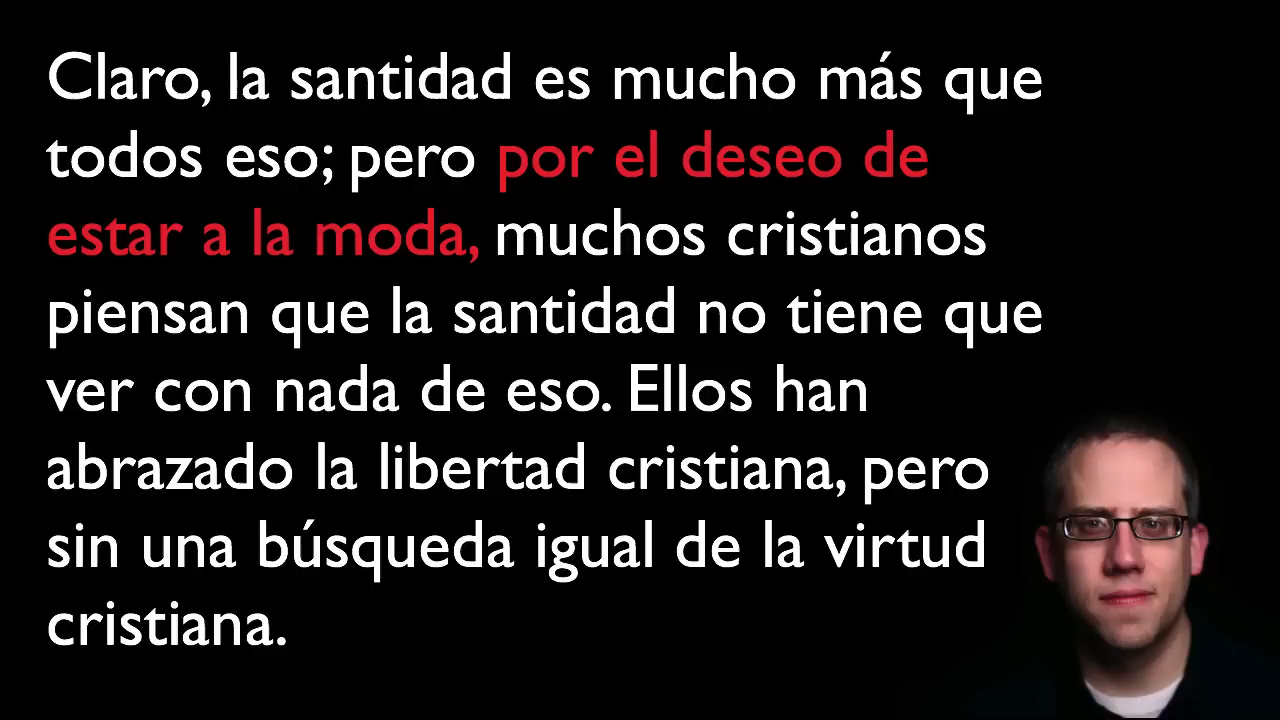 Claro, la santidad es mucho más que
todos eso; pero por el deseo de
estar a la moda, muchos cristianos
piensan que la santidad no tiene que
ver con nada de eso. Ellos han
abrazado la libertad cristiana, pero
sin una búsqueda igual de la virtud
cristiana.